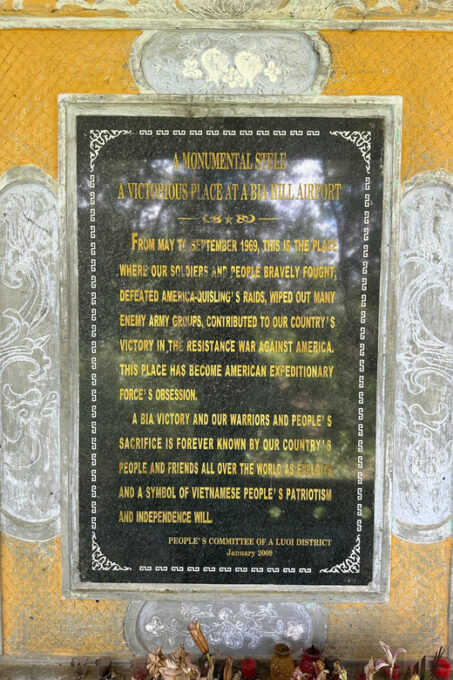 A MONUMENTAL STELE
A VICTORIOUS PLACE AT A BIA HILL AIRPORT
FROM MAY TO SEPTEMBER 1969, THIS IS THE PLACE
WHERE OUR SOLDIERS AND PEOPLE BRAVELY FOUGHT,
DEFEATED AMERICA-QUISLING'S RAIDS, WIPED OUT MANY
ENEMY ARMY GROUPS, CONTRIBUTED TO OUR COUNTRY'S
VICTORY IN THE RESISTANCE WAR AGAINST AMERICA.
THIS PLACE HAS BECOME AMERICAN EXPEDITIONARY
FORCE'S OBSESSION.
A BIA VICTORY AND OUR WARRIORS AND PEOPLE'S
SACRIFICE IS FOREVER KNOWN BY OUR COUNTRY'S
PEOPLE AND FRIENDS ALL OVER THE WORLD AS EXPLOITS
AND A SYMBOL OF VIETNAMESE PEOPLE'S PATRIOTISM
AND INDEPENDENCE WILL.
PEOPLE'S COMMITTEE OF A LUOI DISTRICT
January 2009